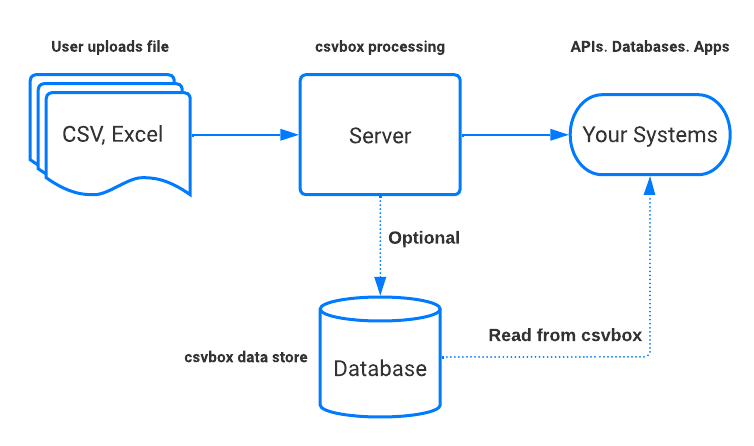 User uploads file
csvbox processing
APIs. Databases. Apps
CSV, Excel
Server
Your Systems
Optional
Read from csvbox
csvbox data store
Database